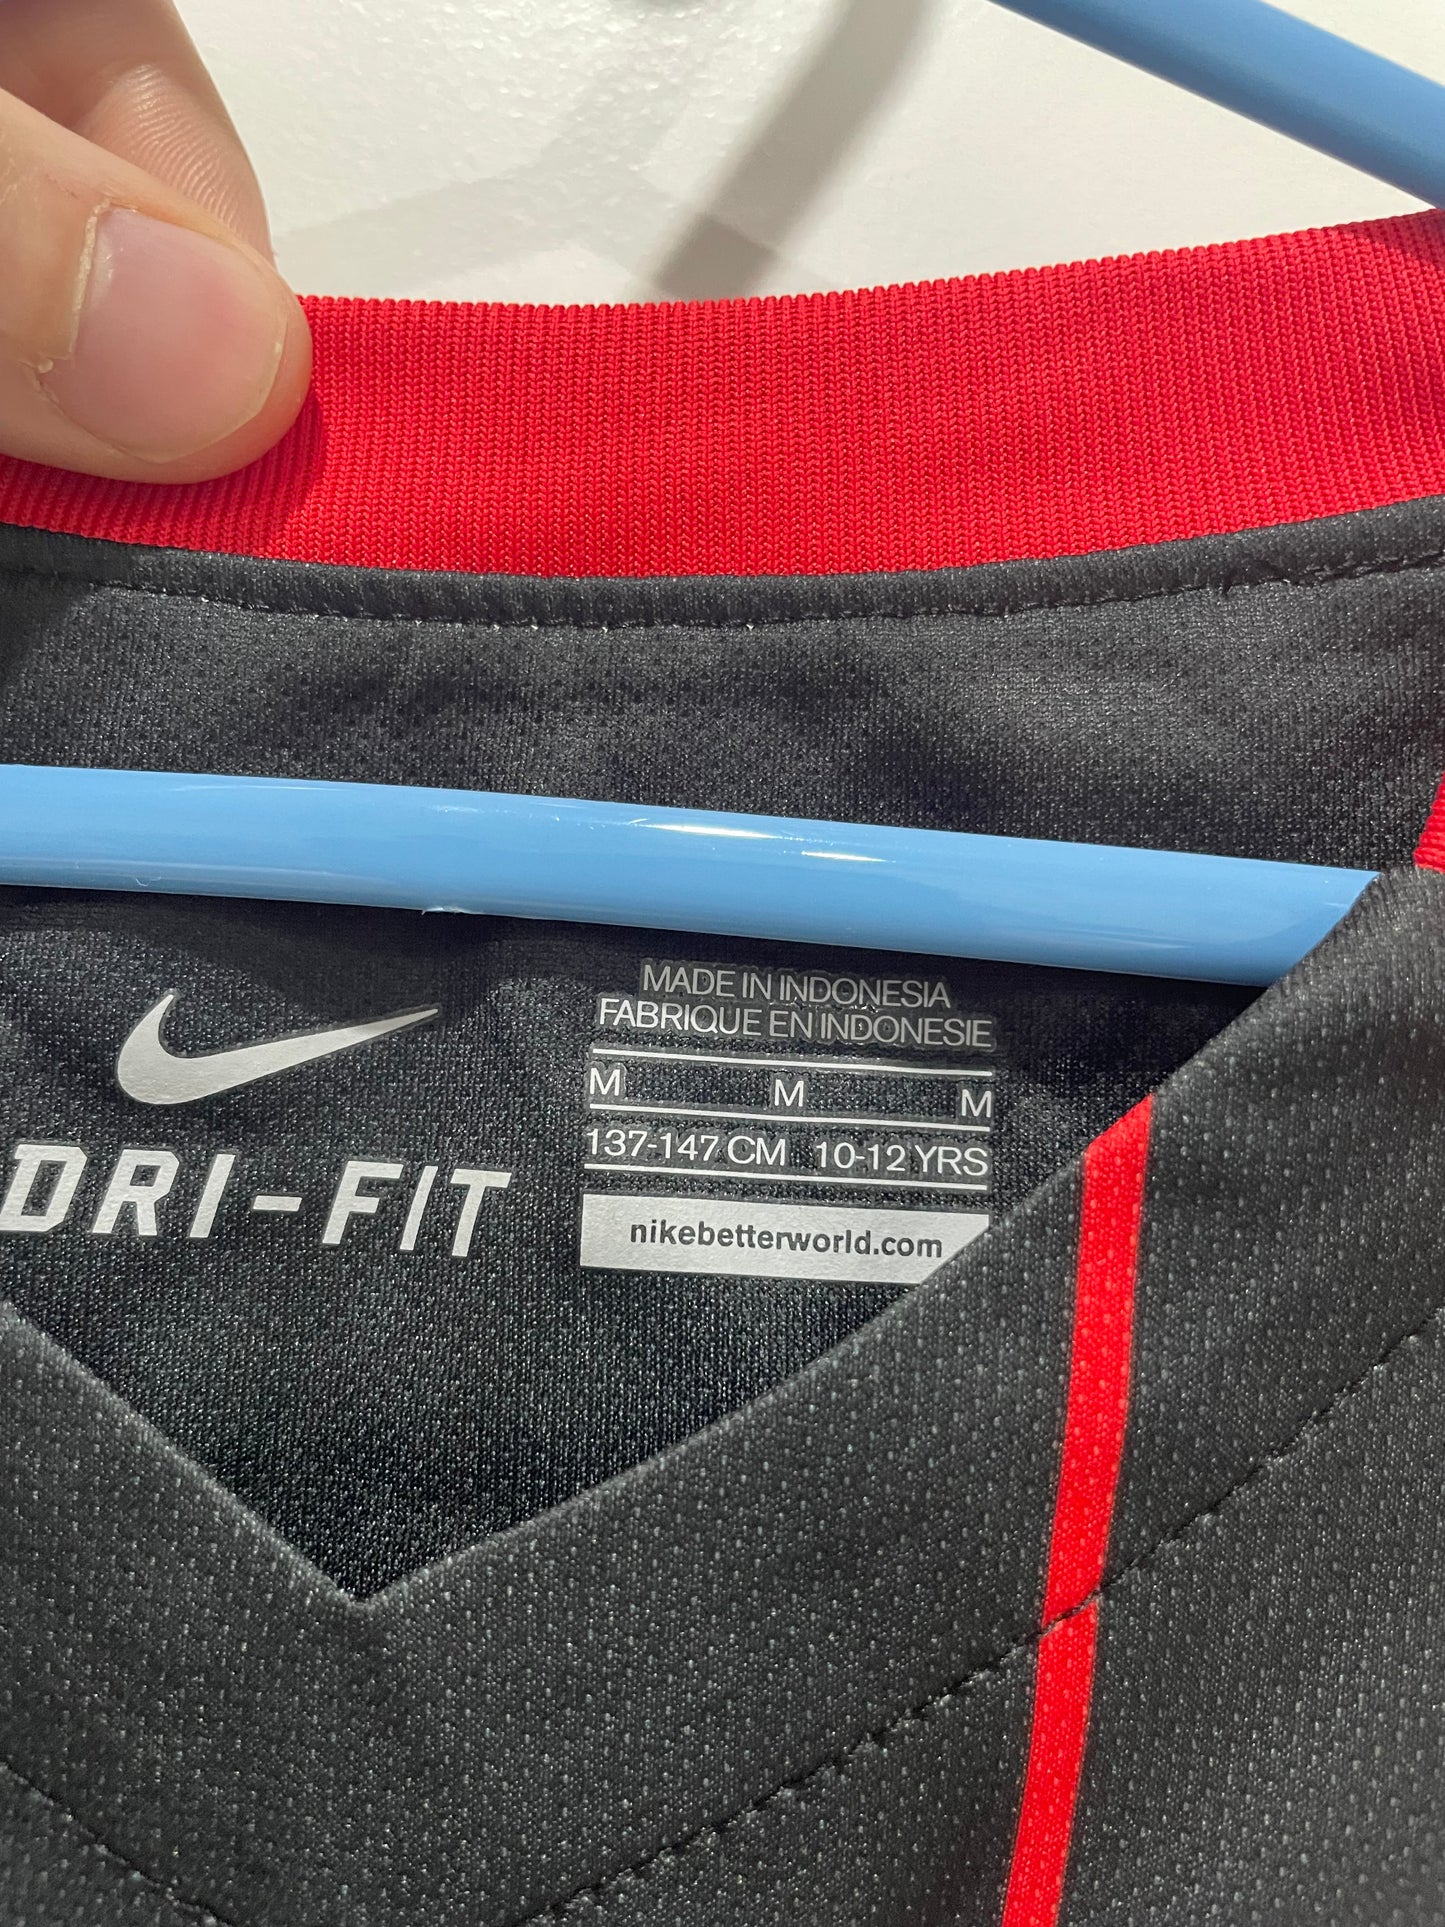 MADE IN INDONESIA
FABRIQUE EN INDONESIE
M M M
137-147 CM 10-12 YRS
nikebetterworld.com
DRI-FIT